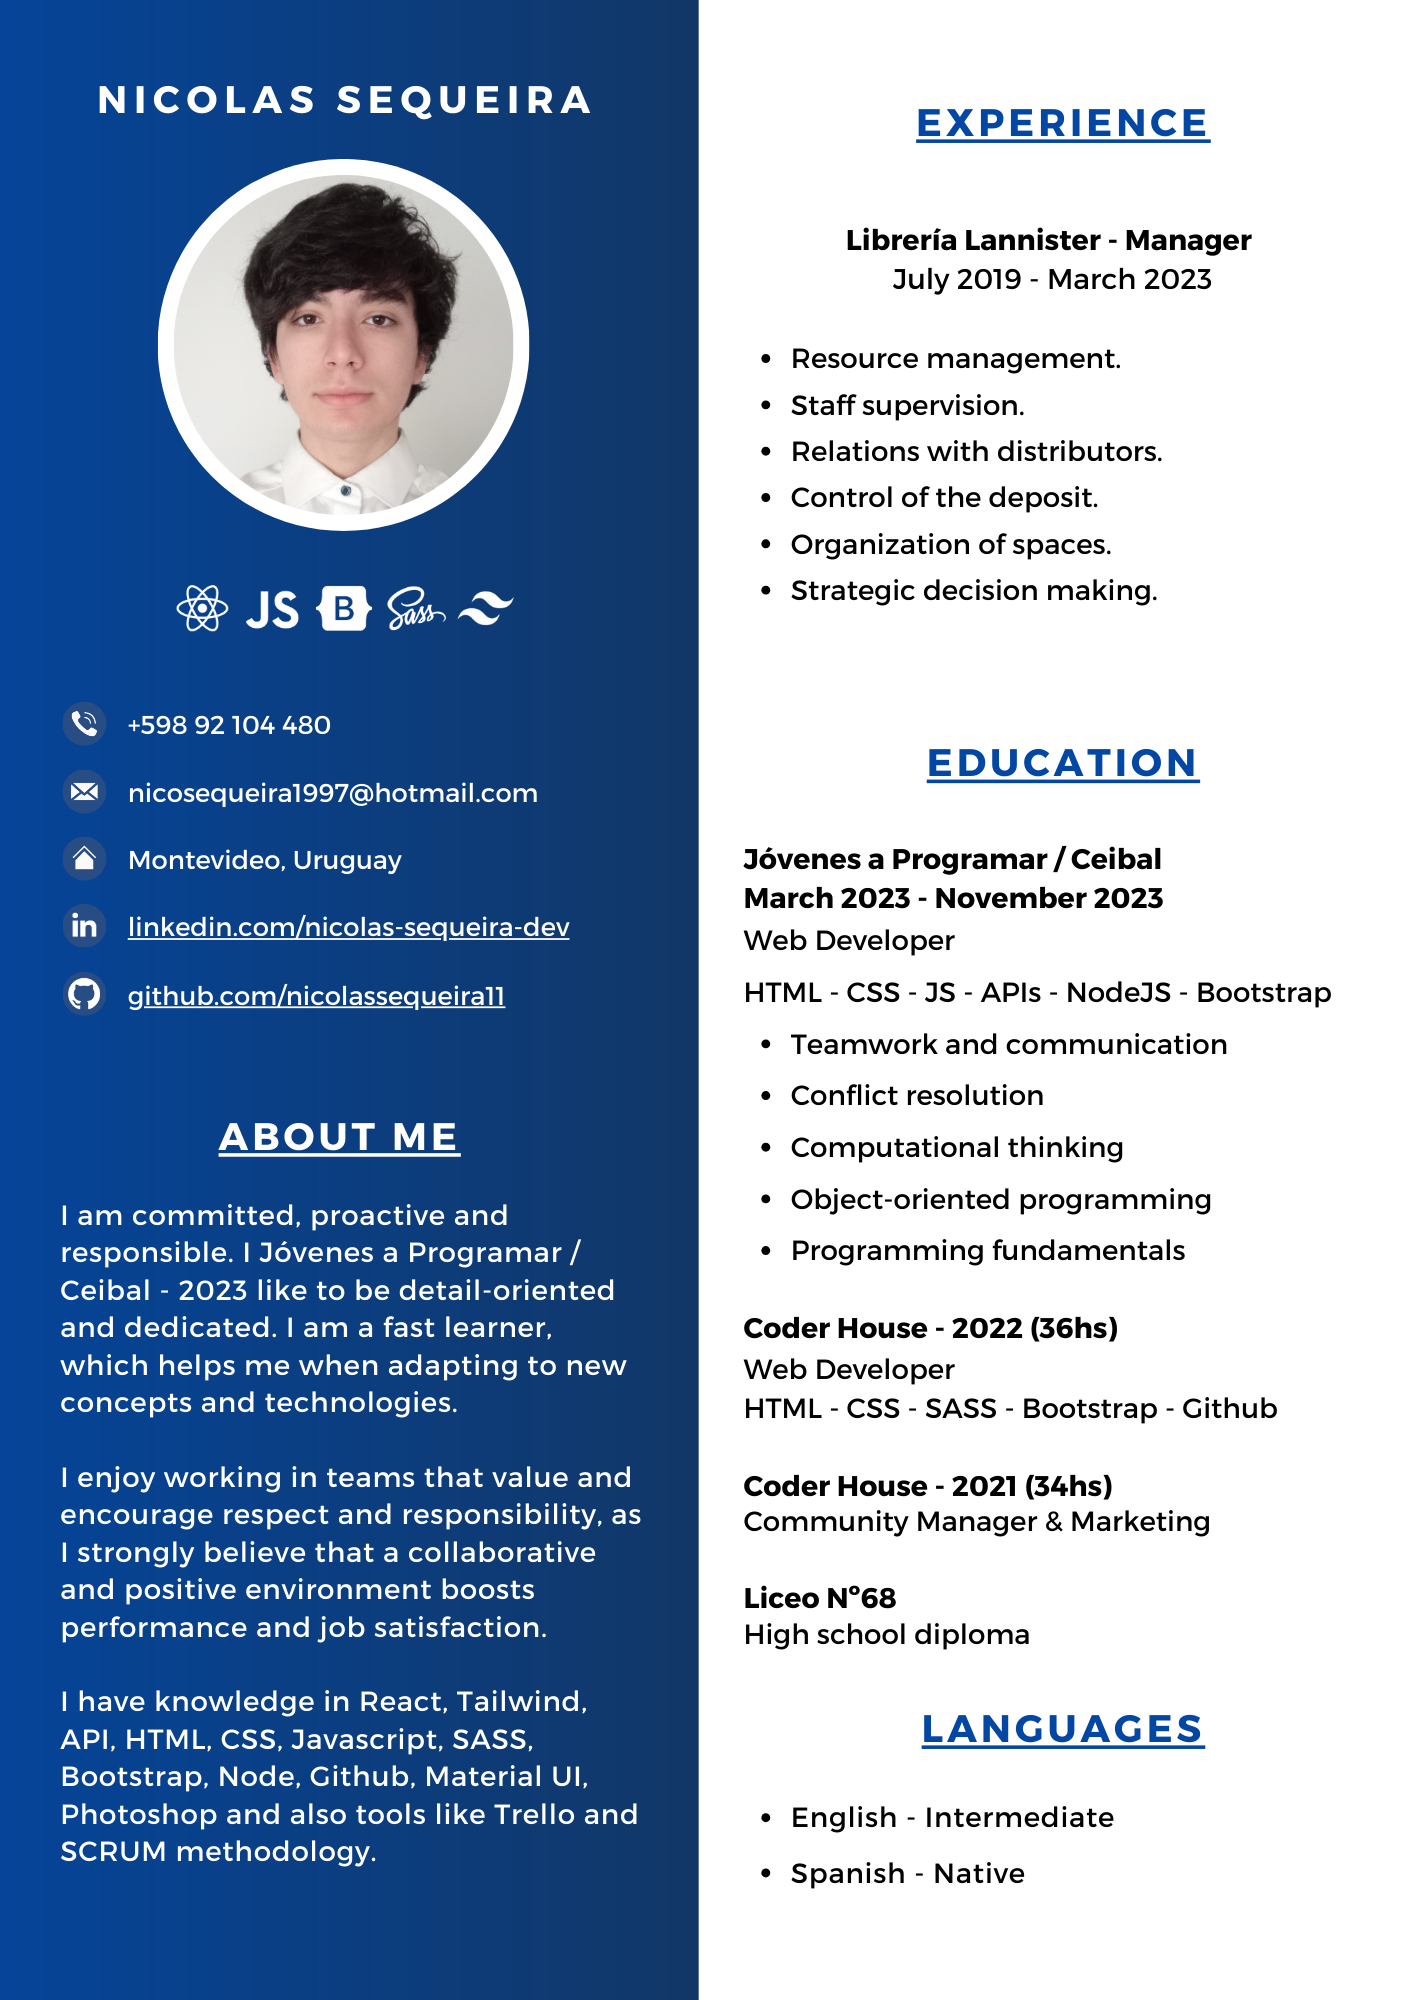 NICOLAS SEQUEIRA
JS B Sass
+598 92 104 480
nicosequeira1997@hotmail.com
Montevideo, Uruguay
in linkedin.com/nicolas-sequeira-dev
github.com/nicolassequeira11
ABOUT ME
I am committed, proactive and
responsible. I Jóvenes a Programar /
Ceibal - 2023 like to be detail-oriented
and dedicated. I am a fast learner,
which helps me when adapting to new
concepts and technologies.
I enjoy working in teams that value and
encourage respect and responsibility, as
I strongly believe that a collaborative
and positive environment boosts
performance and job satisfaction.
I have knowledge in React, Tailwind,
API, HTML, CSS, Javascript, SASS,
Bootstrap, Node, Github, Material UI,
Photoshop and also tools like Trello and
SCRUM methodology.
EXPERIENCE
Librería Lannister - Manager
July 2019 - March 2023
• Resource management.
• Staff supervision.
• Relations with distributors.
• Control of the deposit.
• Organization of spaces.
• Strategic decision making.
EDUCATION
Jóvenes a Programar / Ceibal
March 2023 - November 2023
Web Developer
HTML - CSS - JS - APIs - NodeJS - Bootstrap
• Teamwork and communication
• Conflict resolution
• Computational thinking
• Object-oriented programming
• Programming fundamentals
Coder House - 2022 (36hs)
Web Developer
HTML - CSS - SASS - Bootstrap - Github
Coder House - 2021 (34hs)
Community Manager & Marketing
Liceo Nº68
High school diploma
LANGUAGES
• English - Intermediate
• Spanish - Native